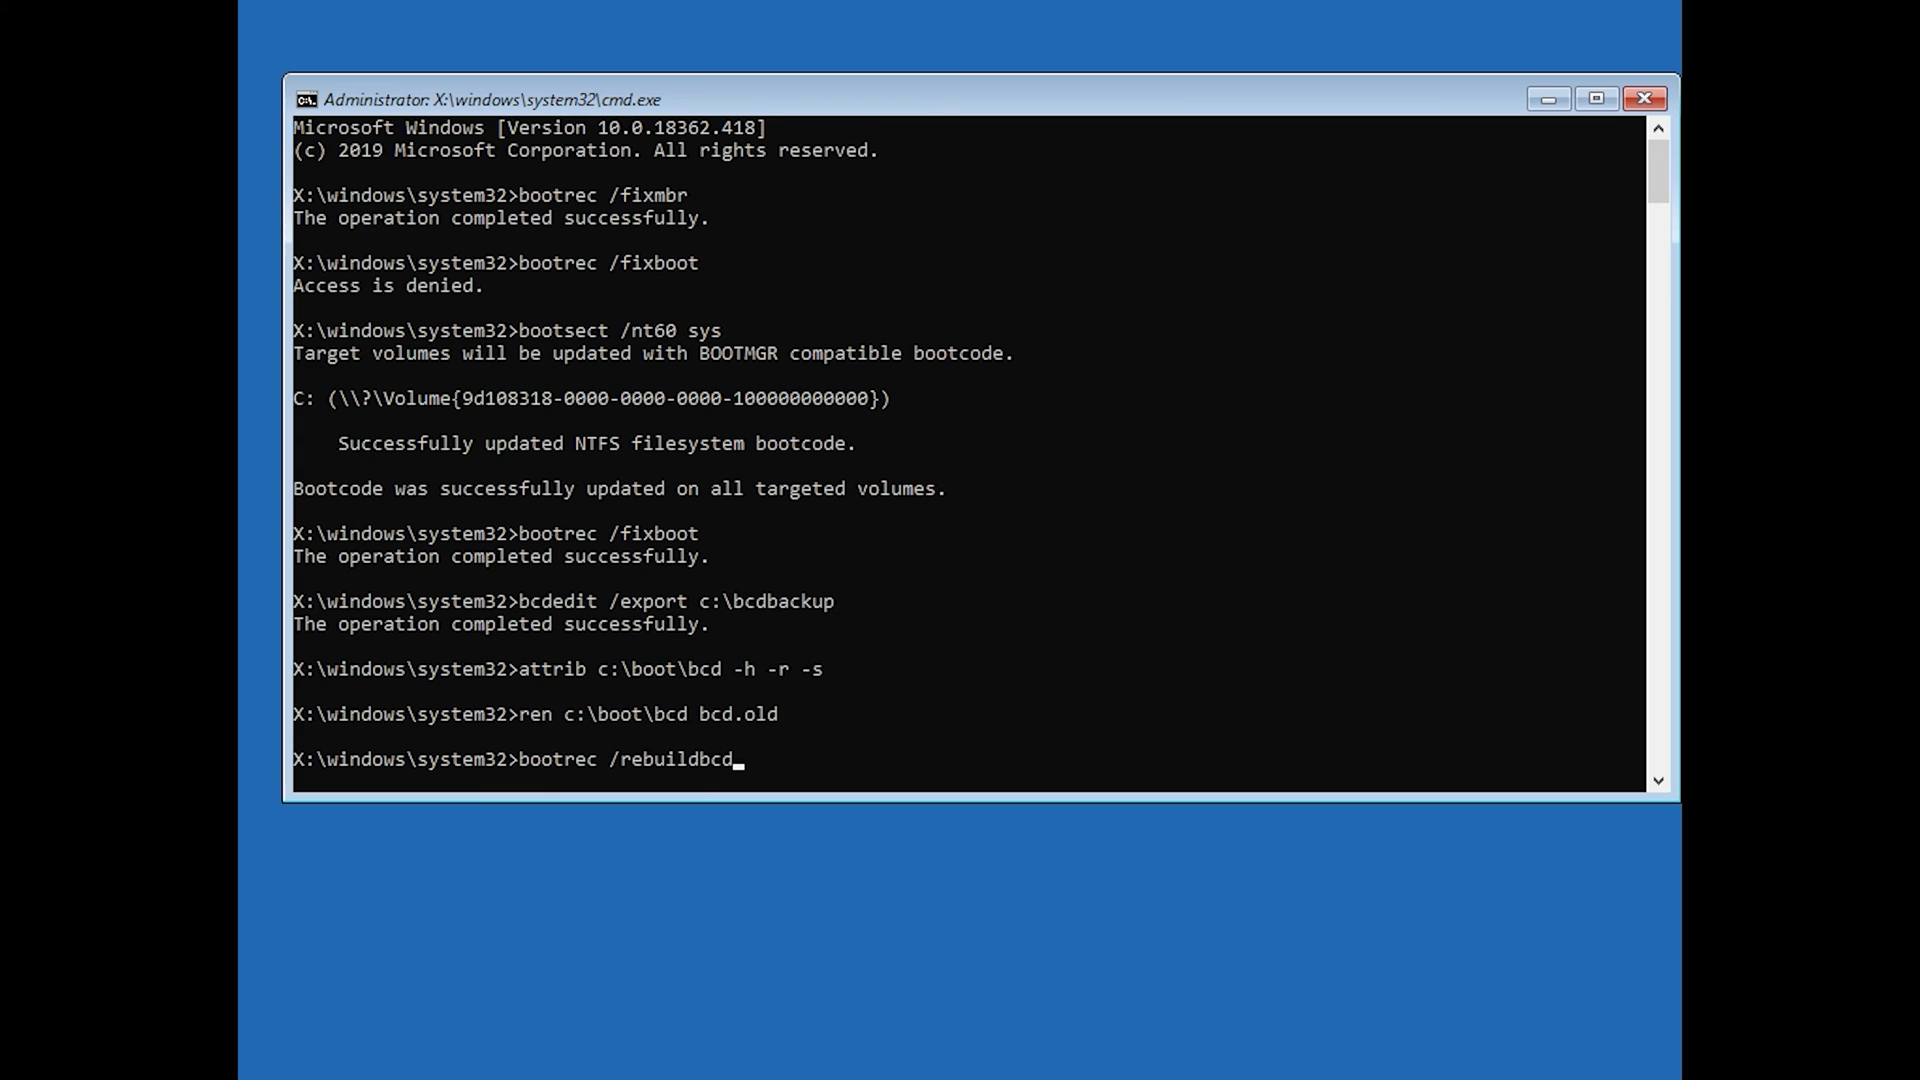 Administrator: X:\windows\system32\cmd.exe
Microsoft Windows [Version 10.0.18362.418]
(c) 2019 Microsoft Corporation. All rights reserved.
X:\windows\system32>bootrec /fixmbr
The operation completed successfully.
X:\windows\system32>bootrec /fixboot
Access is denied.
X:\windows\system32>bootsect /nt60 sys
Target volumes will be updated with BOOTMGR compatible bootcode.
C: (\\?\Volume{9d108318-0000-0000-0000-100000000000})
Successfully updated NTFS filesystem bootcode.
Bootcode was successfully updated on all targeted volumes.
X:\windows\system32>bootrec /fixboot
The operation completed successfully.
X:\windows\system32>bcdedit /export c:\bcdbackup
The operation completed successfully.
X:\windows\system32>attrib c:\boot\bcd -h -r -s
X:\windows\system32>ren c:\boot\bcd bcd.old
X:\windows\system32>bootrec /rebuildbcd